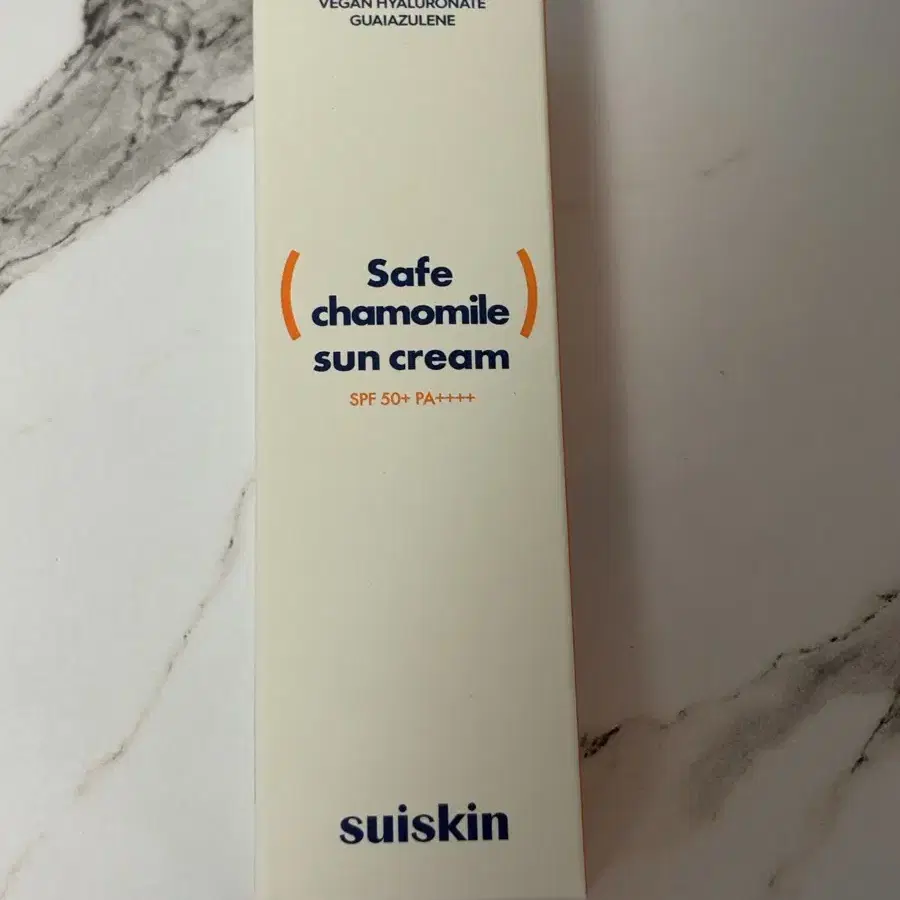 VEGAN HYALURONATE
GUAIAZULENE
( Safe
chamomile )
sun cream
SPF 50+ PA++++
suiskin